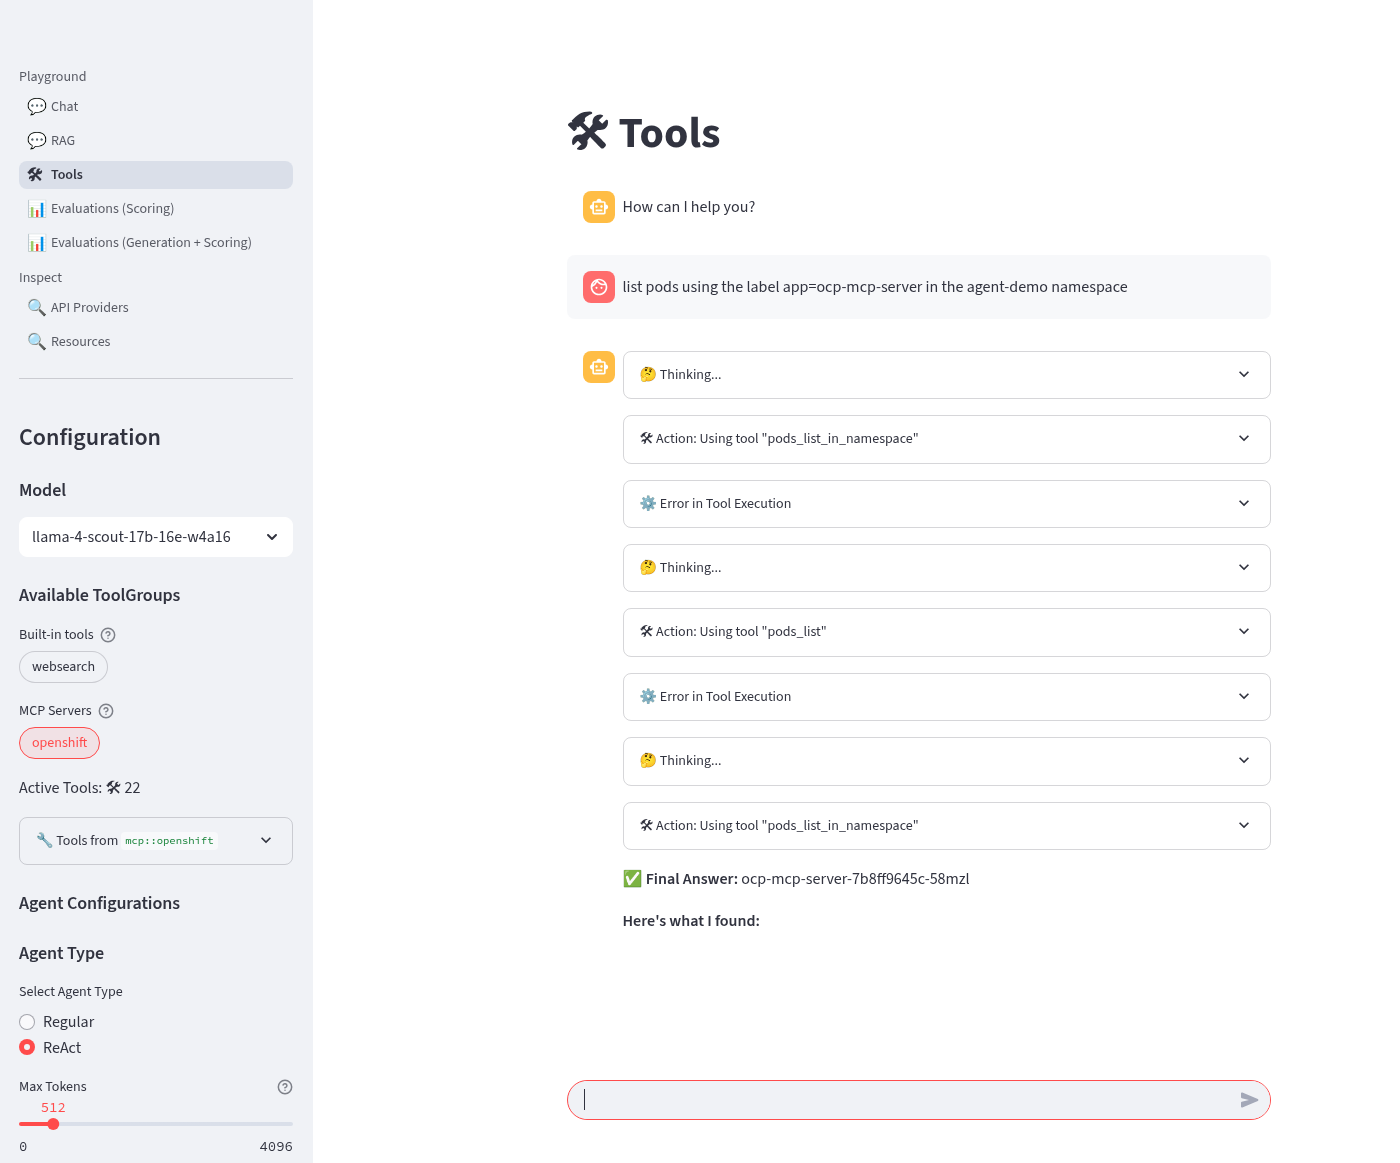 Playground
💬 Chat
💬 RAG
🛠 Tools
📊 Evaluations (Scoring)
📊 Evaluations (Generation + Scoring)
Inspect
🔍 API Providers
🔍 Resources
Configuration
Model
llama-4-scout-17b-16e-w4a16
Available ToolGroups
Built-in tools
websearch
MCP Servers
openshift
Active Tools: 🛠 22
🔧 Tools from mcp::openshift
Agent Configurations
Agent Type
Select Agent Type
Regular
ReAct
Max Tokens
512
0 4096
🛠 Tools
How can I help you?
list pods using the label app=ocp-mcp-server in the agent-demo namespace
🤔 Thinking...
🛠 Action: Using tool "pods_list_in_namespace"
⚙️ Error in Tool Execution
🤔 Thinking...
🛠 Action: Using tool "pods_list"
⚙️ Error in Tool Execution
🤔 Thinking...
🛠 Action: Using tool "pods_list_in_namespace"
✅ Final Answer: ocp-mcp-server-7b8ff9645c-58mzl
Here's what I found: